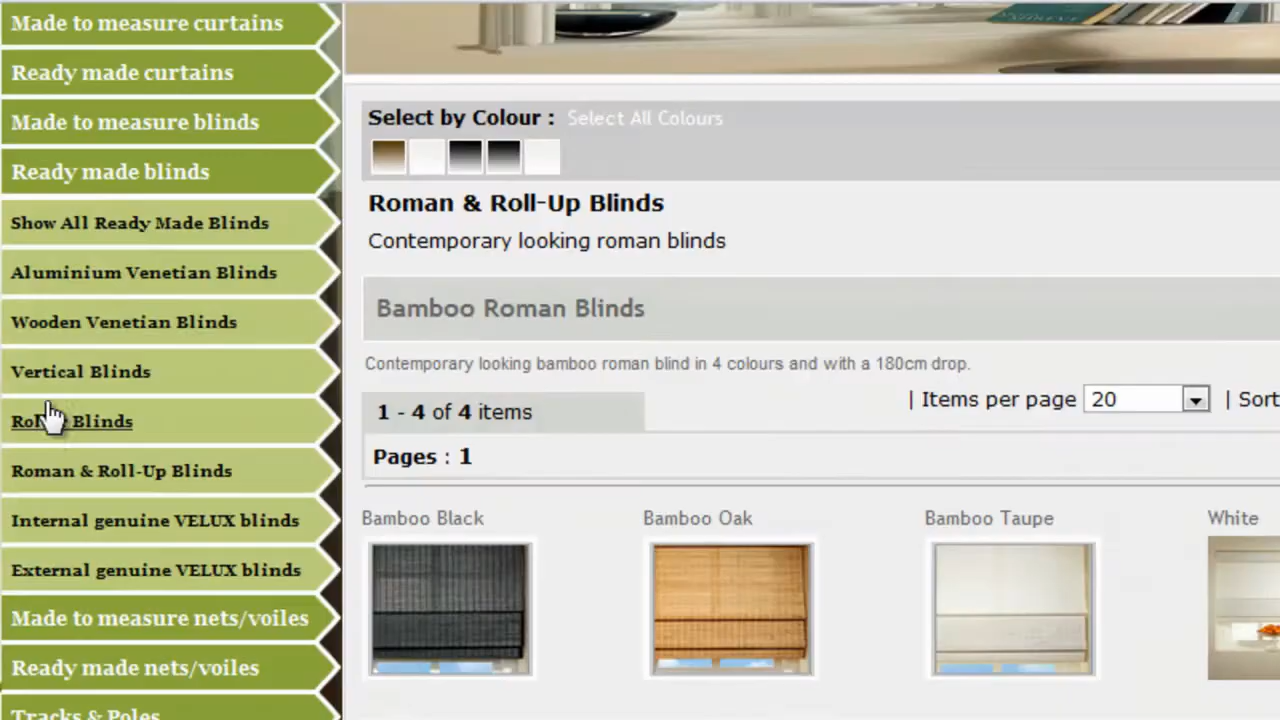 Made to measure curtains
Ready made curtains
Made to measure blinds
Ready made blinds
Show All Ready Made Blinds
Aluminium Venetian Blinds
Wooden Venetian Blinds
Vertical Blinds
Blinds
Roman & Roll-Up Blinds
Internal genuine VELUX blinds
External genuine VELUX blinds
Made to measure nets/voiles
Ready made nets/voiles
Tracks & Poles
Select by Colour : Select All Colours
Roman & Roll-Up Blinds
Contemporary looking roman blinds
Bamboo Roman Blinds
Contemporary looking bamboo roman blind in 4 colours and with a 180cm drop.
1 - 4 of 4 items
| Items per page 20 | Sort
Pages : 1
Bamboo Black
Bamboo Oak
Bamboo Taupe
White